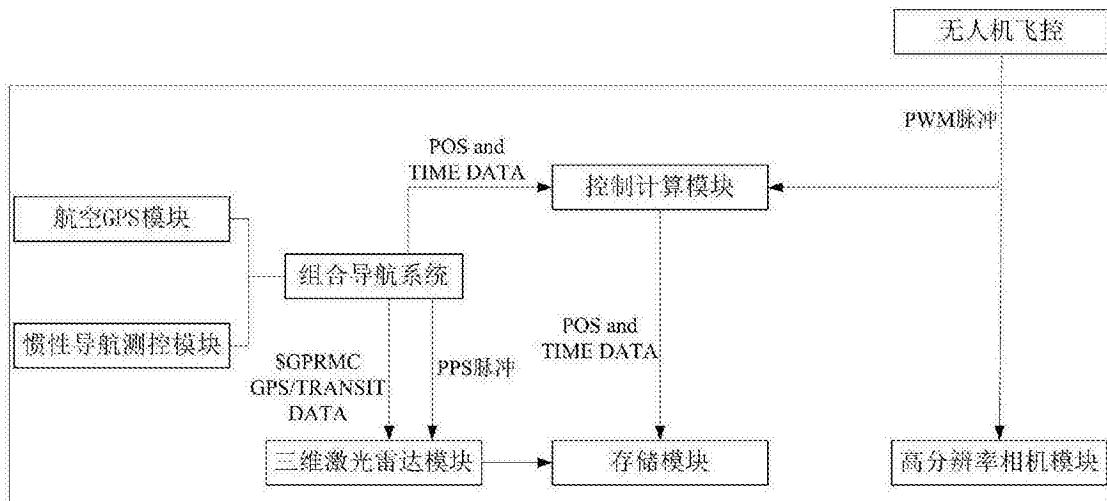 无人机飞控
PWM脉冲
POS and
TIME DATA
控制计算模块
航空GPS模块
组合导航系统
惯性导航测控模块
POS and
TIME DATA
$GPRMC
GPS/TRANSIT
DATA
PPS脉冲
三维激光雷达模块
存储模块
高分辨率相机模块